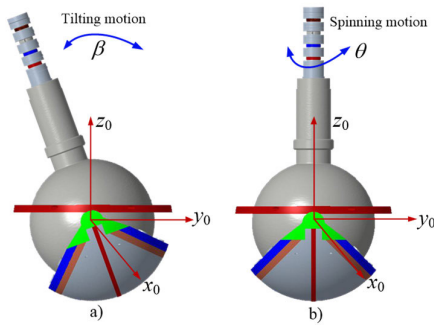 Tilting motion
β
z0
y0
x0
a)
Spinning motion
θ
z0
y0
x0
b)